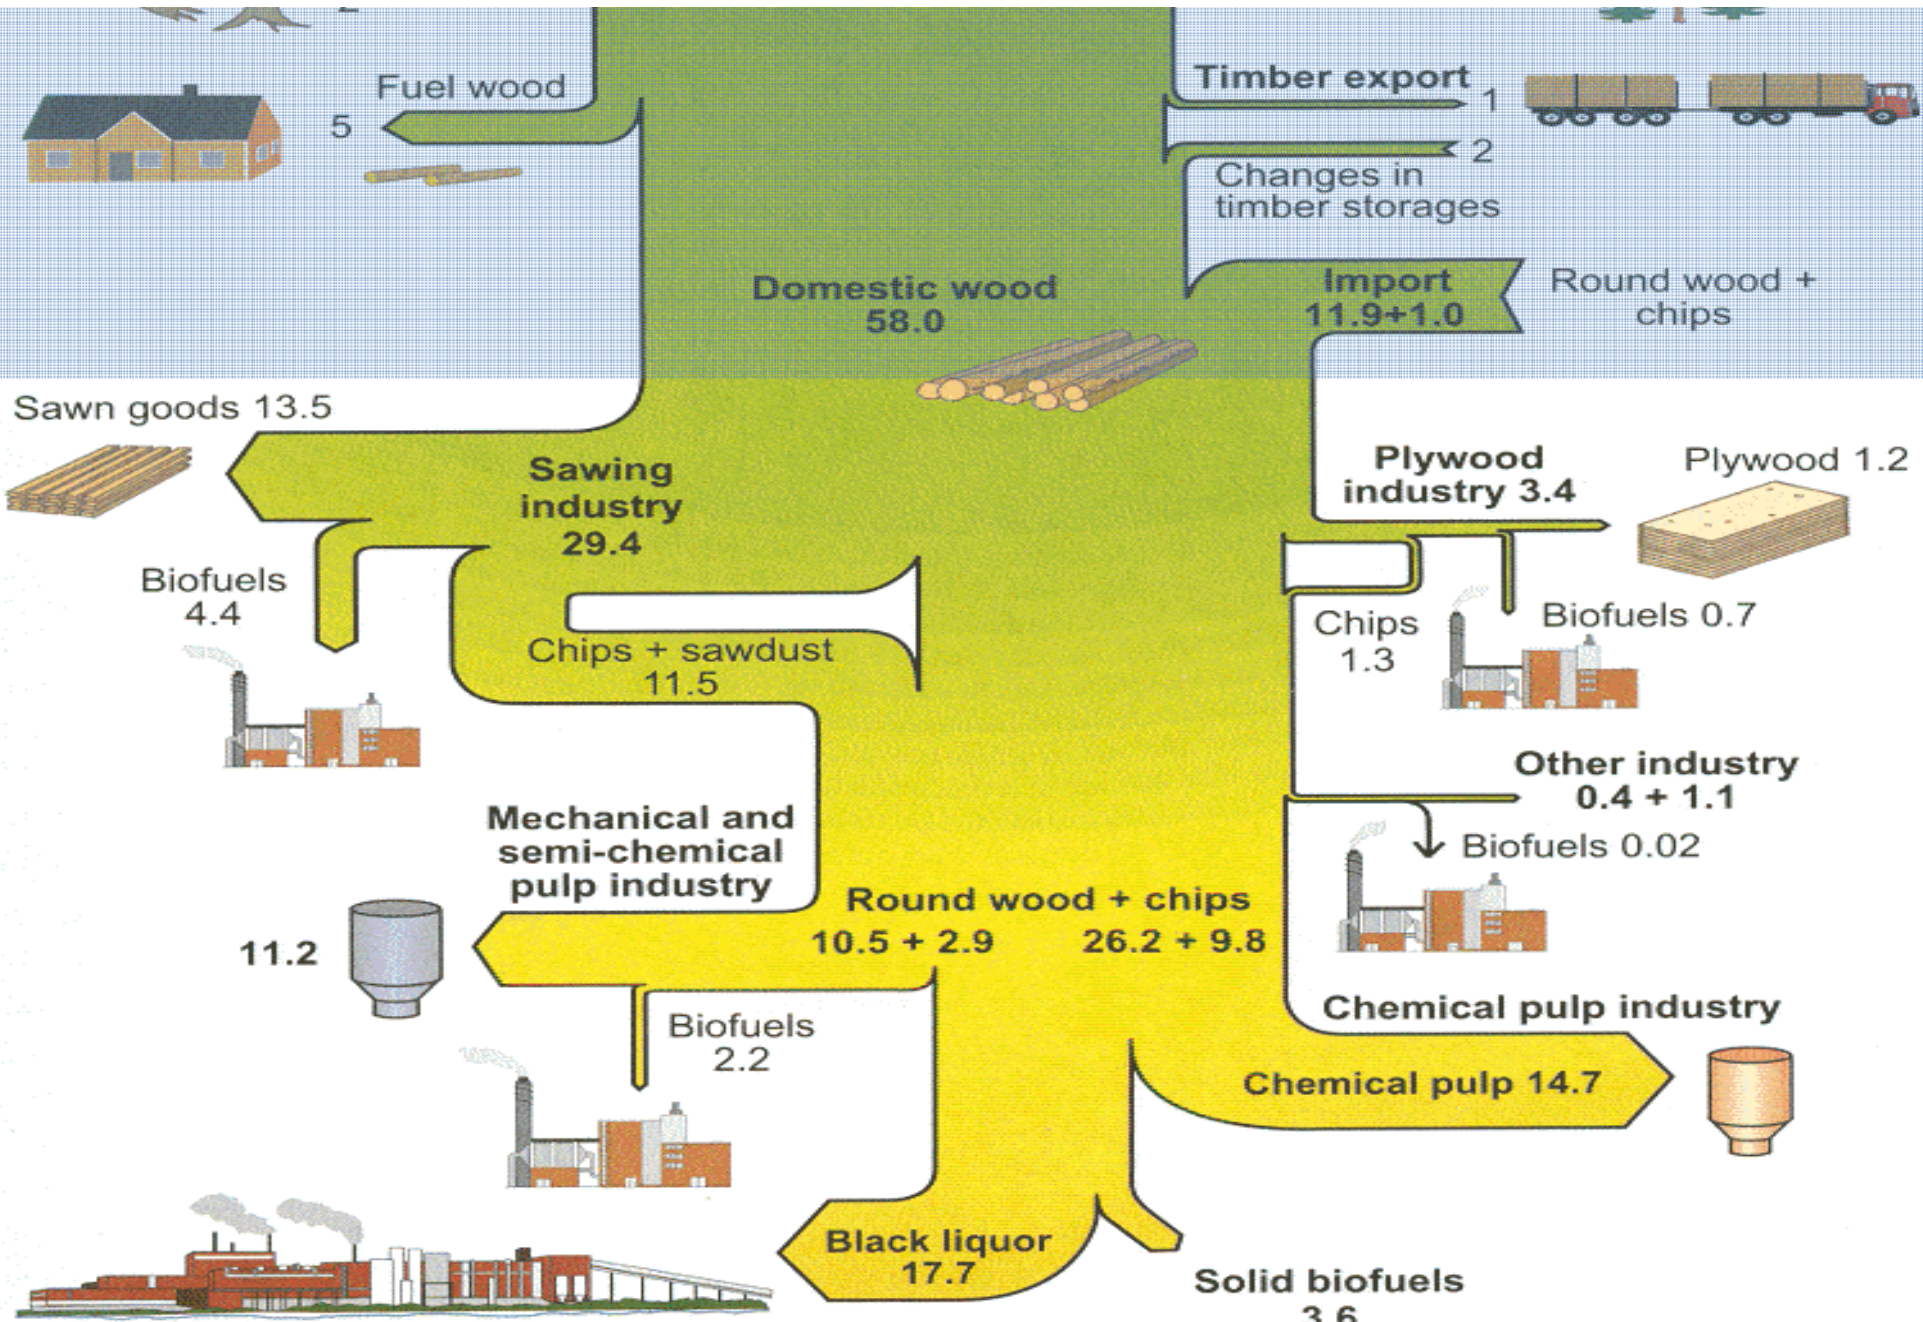 Fuel wood
5
Timber export
1
2
Changes in
timber storages
Domestic wood
58.0
Import
11.9+1.0
Round wood +
chips
Sawn goods 13.5
Sawing
industry
29.4
Plywood
industry 3.4
Plywood 1.2
Biofuels
4.4
Chips + sawdust
11.5
Chips
1.3
Biofuels 0.7
Other industry
0.4 + 1.1
Biofuels 0.02
Mechanical and
semi-chemical
pulp industry
11.2
Round wood + chips
10.5 + 2.9
26.2 + 9.8
Biofuels
2.2
Chemical pulp industry
Chemical pulp 14.7
Black liquor
17.7
Solid biofuels
3.6